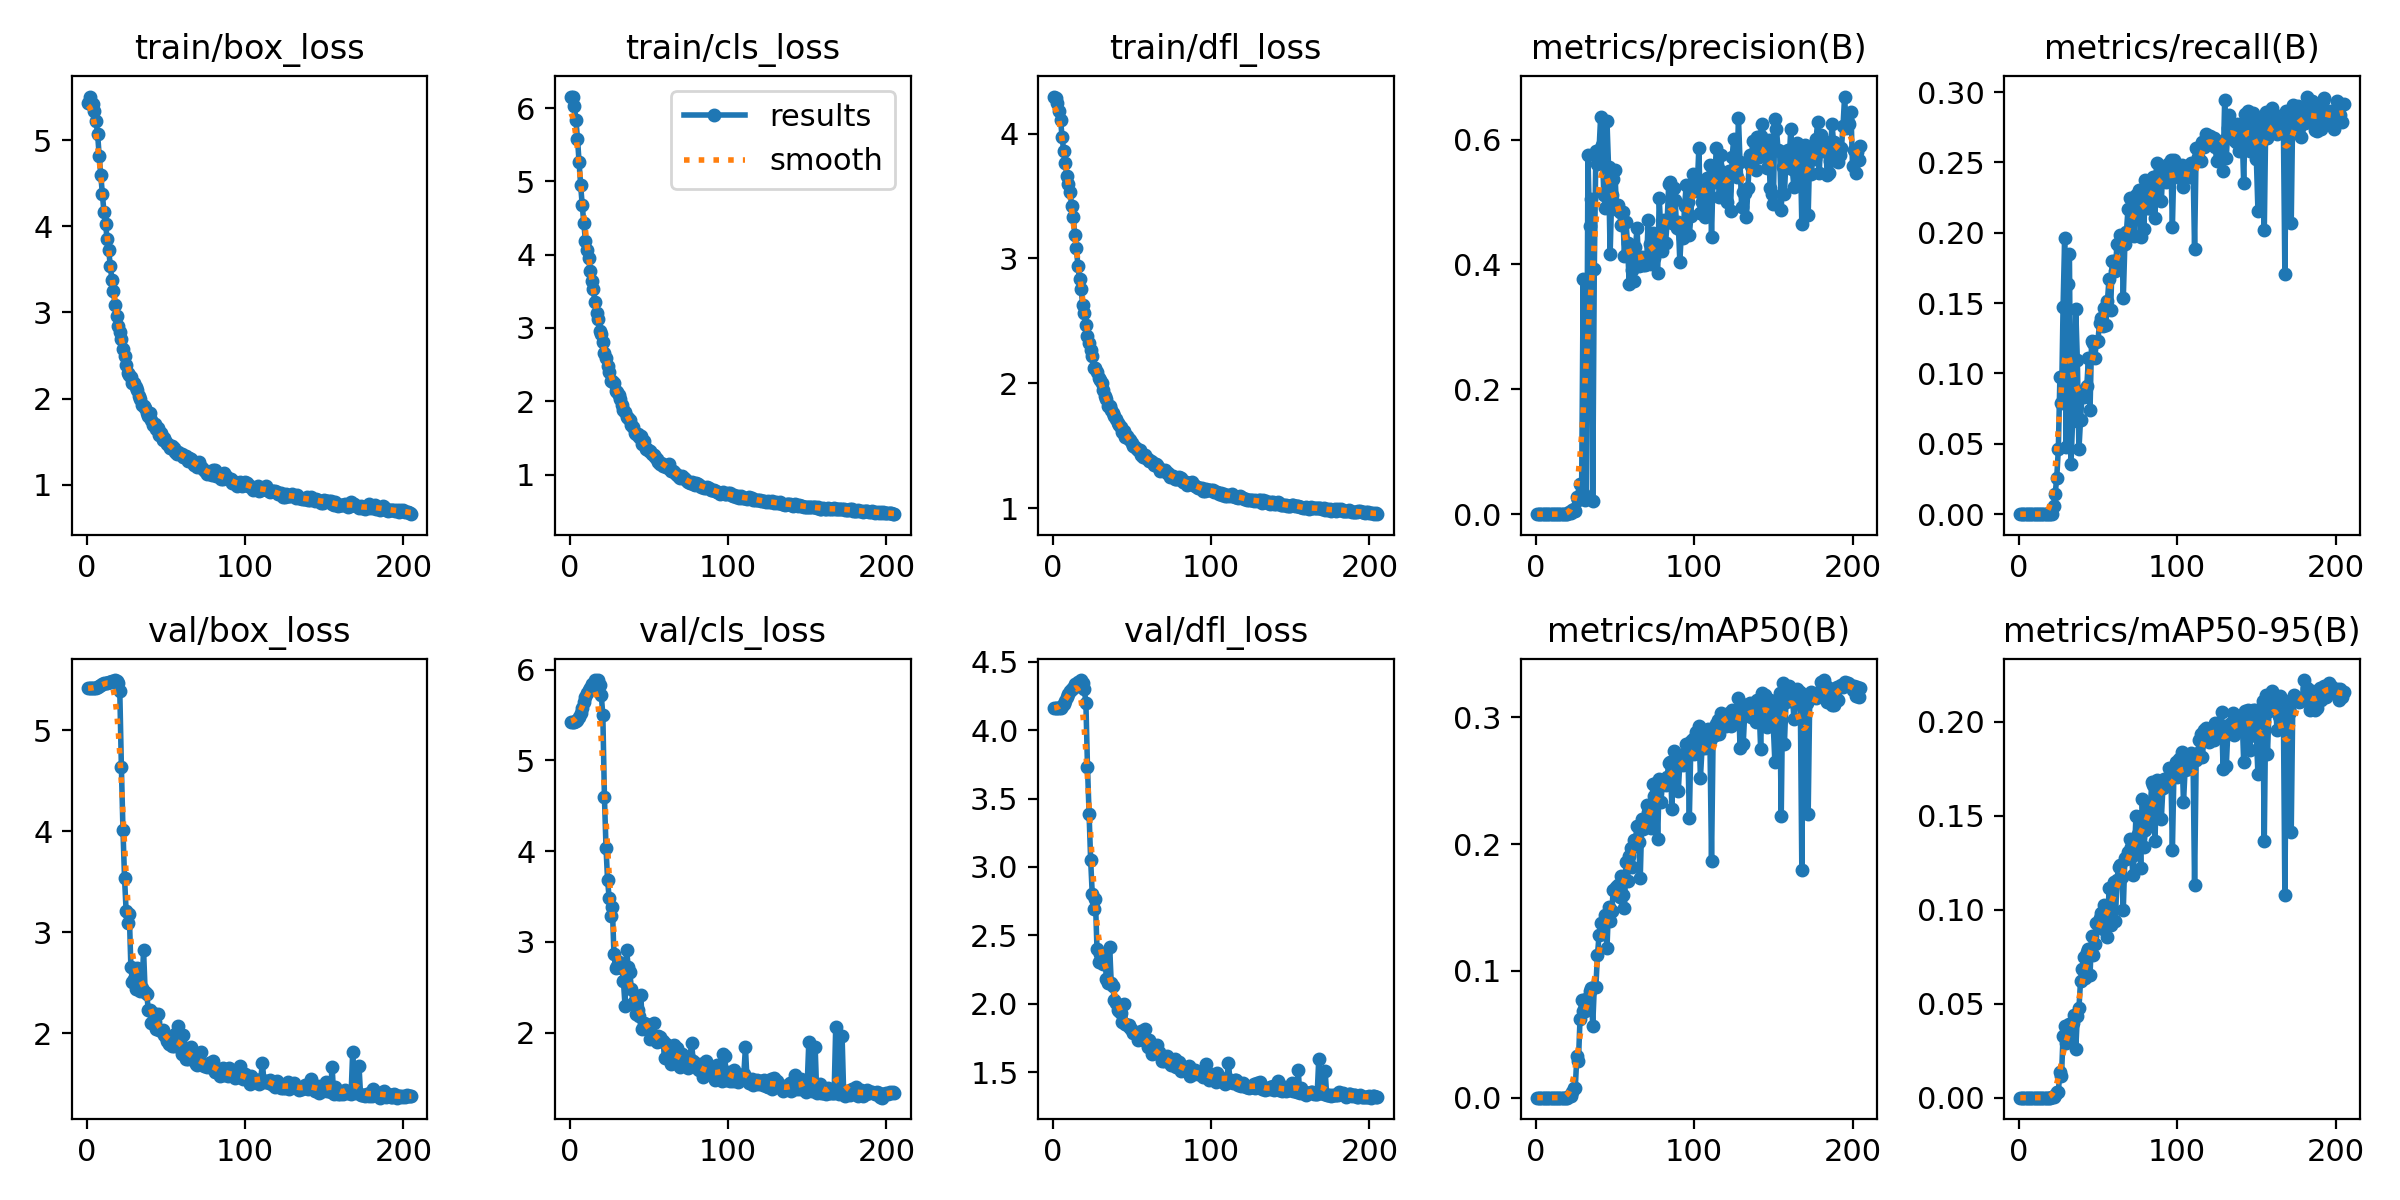 train/box_loss
5
4
3
2
1
0 100 200
train/cls_loss
results
smooth
6
5
4
3
2
1
0 100 200
train/dfl_loss
4
3
2
1
0 100 200
metrics/precision(B)
0.6
0.4
0.2
0.0
0 100 200
metrics/recall(B)
0.30
0.25
0.20
0.15
0.10
0.05
0.00
0 100 200
val/box_loss
5
4
3
2
0 100 200
val/cls_loss
6
5
4
3
2
0 100 200
val/dfl_loss
4.5
4.0
3.5
3.0
2.5
2.0
1.5
0 100 200
metrics/mAP50(B)
0.3
0.2
0.1
0.0
0 100 200
metrics/mAP50-95(B)
0.20
0.15
0.10
0.05
0.00
0 100 200